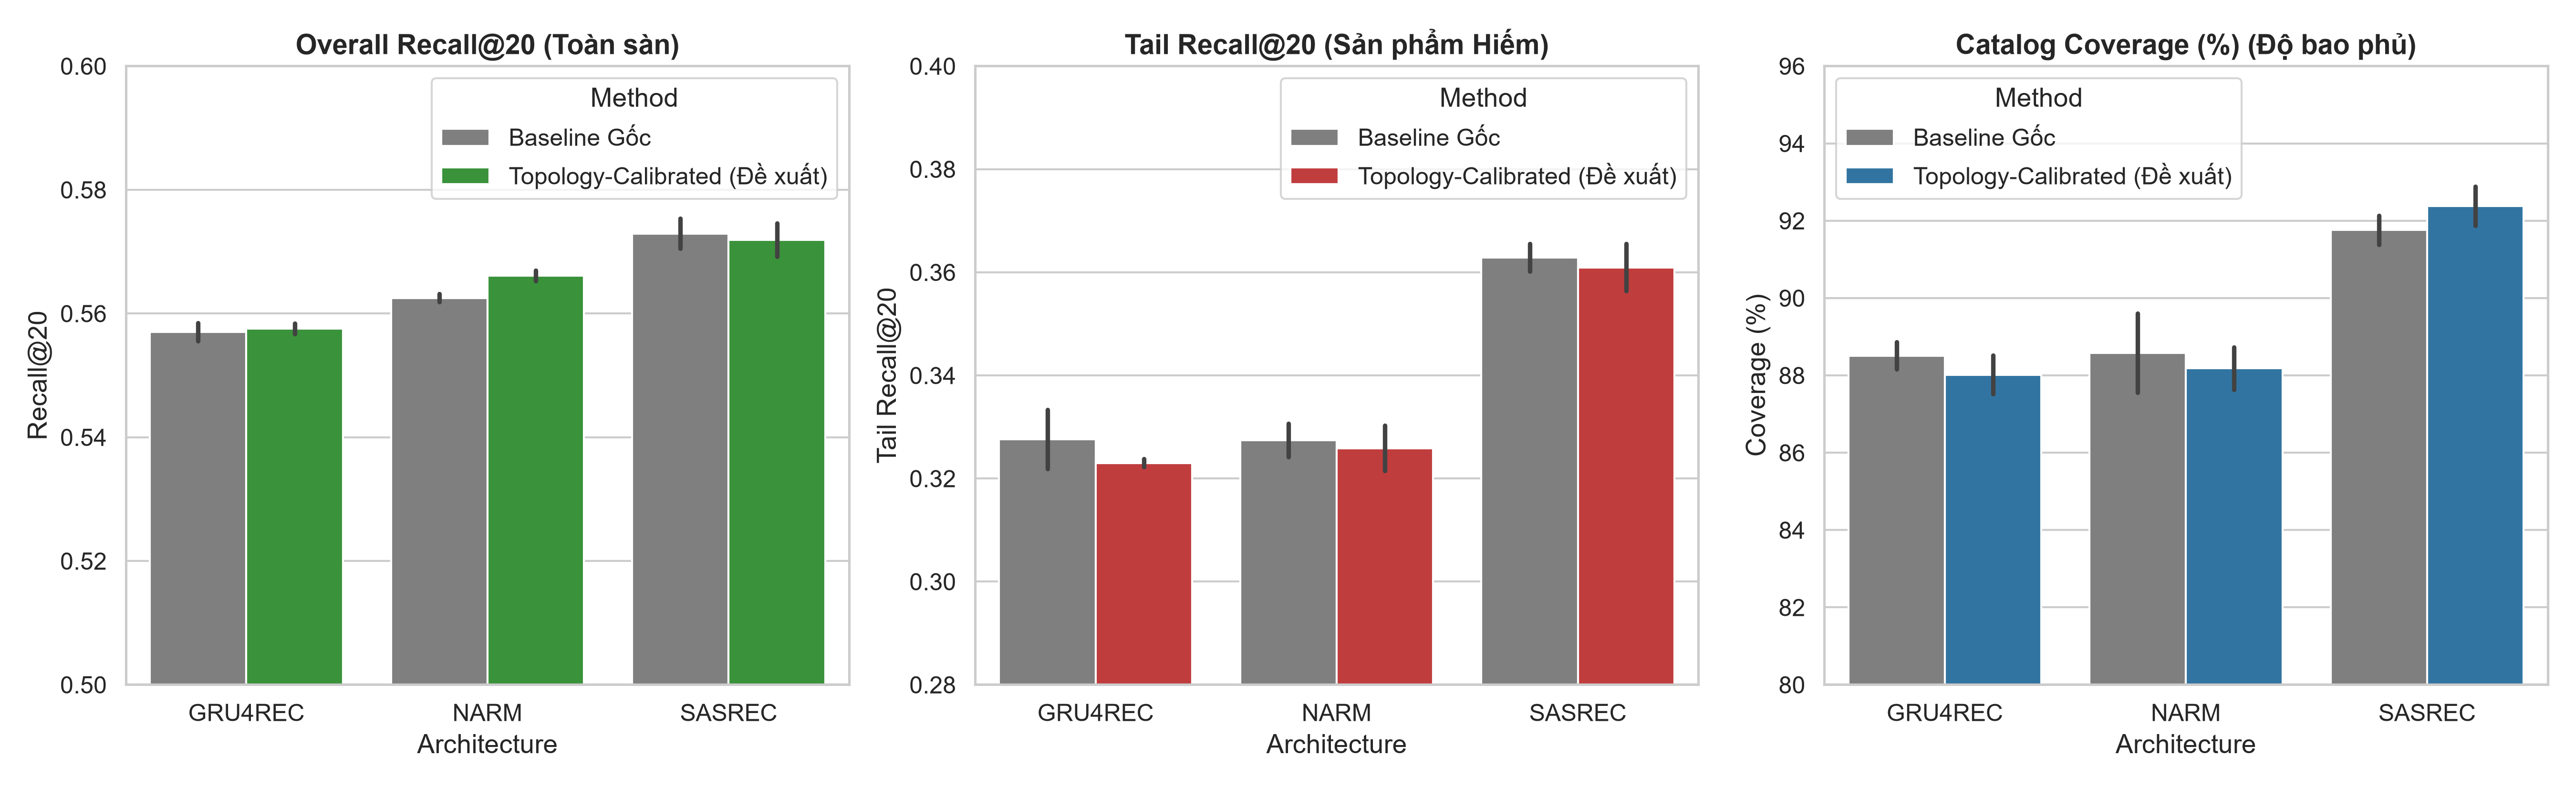 Overall Recall@20 (Toàn sàn)
Recall@20
0.60
0.58
0.56
0.54
0.52
0.50
Method
Baseline Gốc
Topology-Calibrated (Đề xuất)
GRU4REC
NARM
SASREC
Architecture
Tail Recall@20 (Sản phẩm Hiếm)
Tail Recall@20
0.40
0.38
0.36
0.34
0.32
0.30
0.28
Method
Baseline Gốc
Topology-Calibrated (Đề xuất)
GRU4REC
NARM
SASREC
Architecture
Catalog Coverage (%) (Độ bao phủ)
Coverage (%)
96
94
92
90
88
86
84
82
80
Method
Baseline Gốc
Topology-Calibrated (Đề xuất)
GRU4REC
NARM
SASREC
Architecture